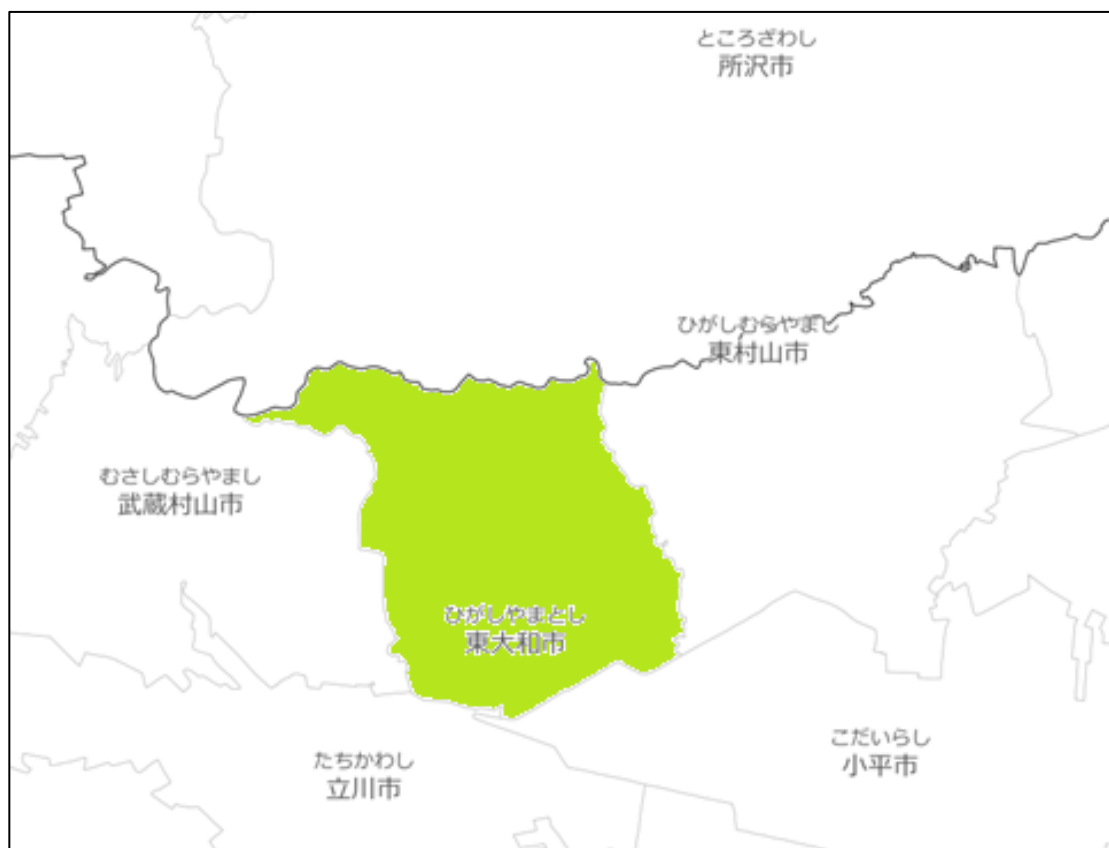 ところざわし
所沢市
ひがしむらやまし
東村山市
むさしむらやまし
武蔵村山市
ひがしやまとし
東大和市
たちかわし
立川市
こだいらし
小平市